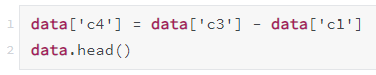 1 data['c4'] = data['c3'] - data['c1']
2 data.head()